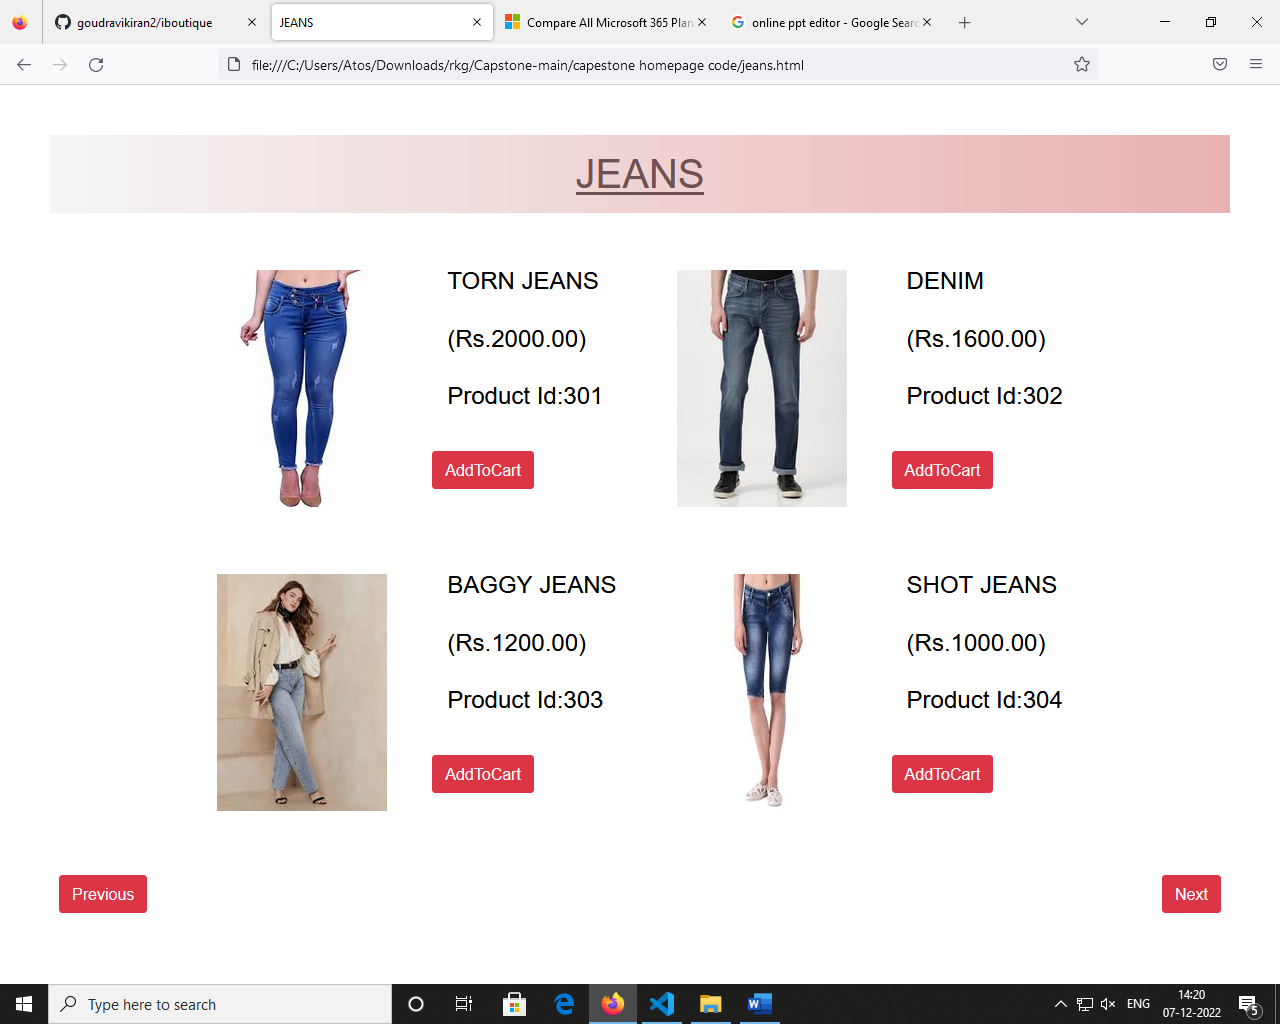 goudravikiran2/iboutique
JEANS
Compare All Microsoft 365 Plan
online ppt editor - Google Searc
file:///C:/Users/Atos/Downloads/rkg/Capstone-main/capestone homepage code/jeans.html
JEANS
TORN JEANS
(Rs.2000.00)
Product Id:301
AddToCart
DENIM
(Rs.1600.00)
Product Id:302
AddToCart
BAGGY JEANS
(Rs.1200.00)
Product Id:303
AddToCart
SHOT JEANS
(Rs.1000.00)
Product Id:304
AddToCart
Previous
Next
Type here to search
ENG
14:20
07-12-2022
5